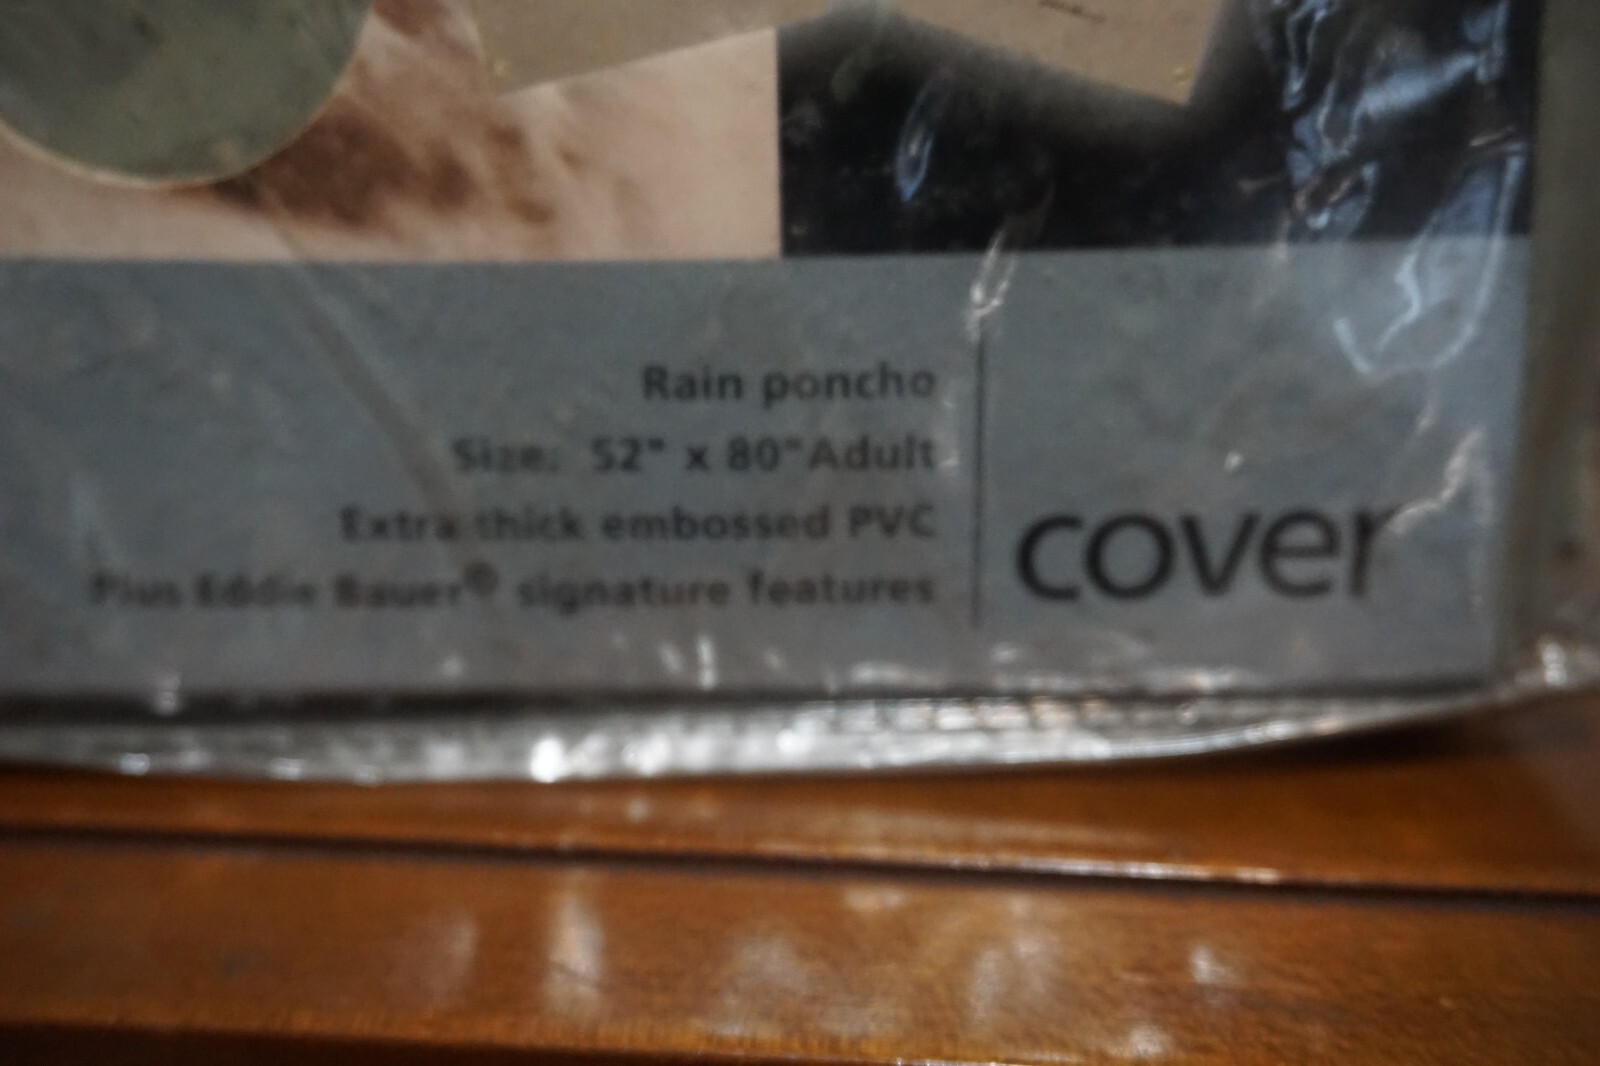 Rain poncho
Size: 52" x 80" Adult
Extra thick embossed PVC
Plus Eddie Bauer® signature features
cover